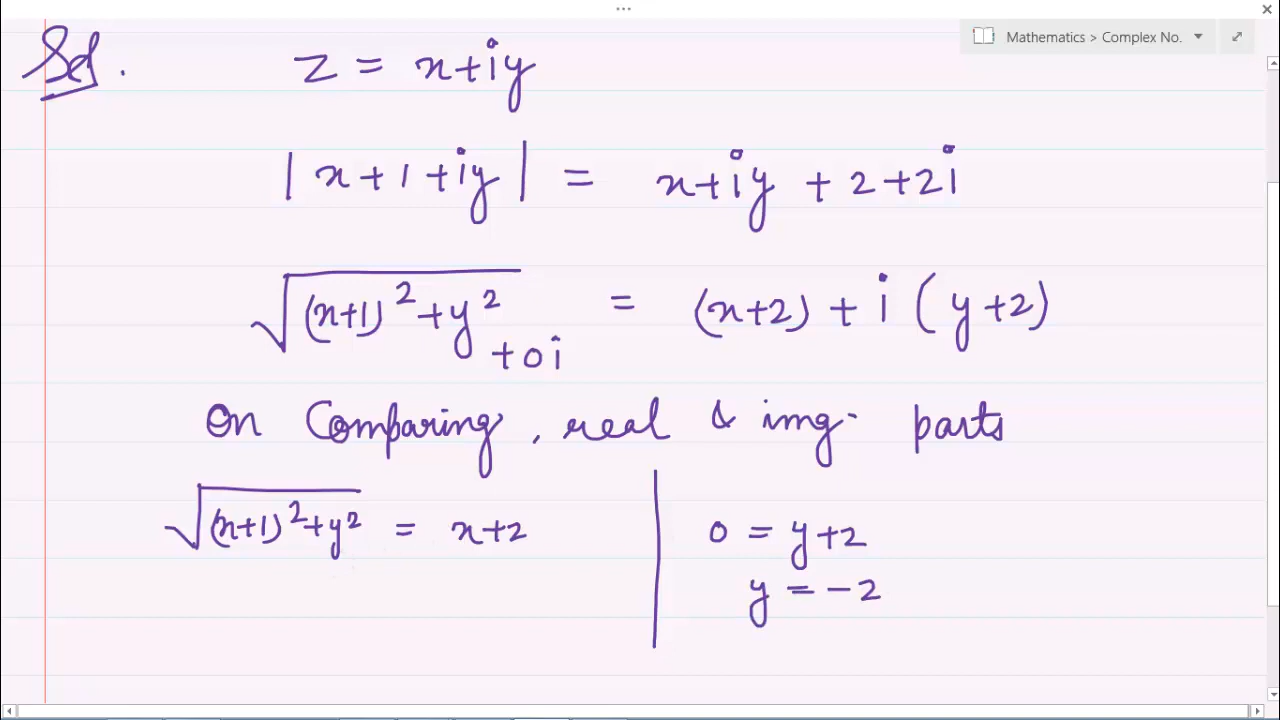 Mathematics > Complex No.
Sol.
z = x+iy
|x+1+iy| = x+iy+2+2i
√((x+1)²+y²) +0i = (x+2)+i(y+2)
On Comparing, real & img. parts
√((x+1)²+y²) = x+2
0 = y+2
y = -2